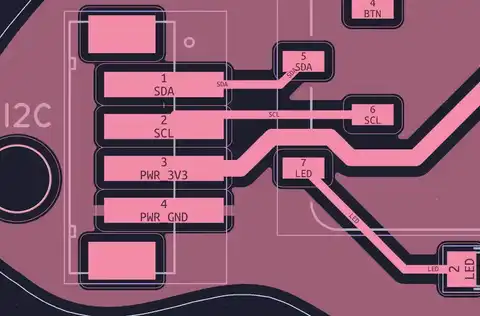 4
BTN
5
SDA
SDA
1
SDA
SDA
I2C
2
SCL
SCL
6
SCL
3
PWR_3V3
7
LED
4
PWR_GND
LED
LED
2
LED